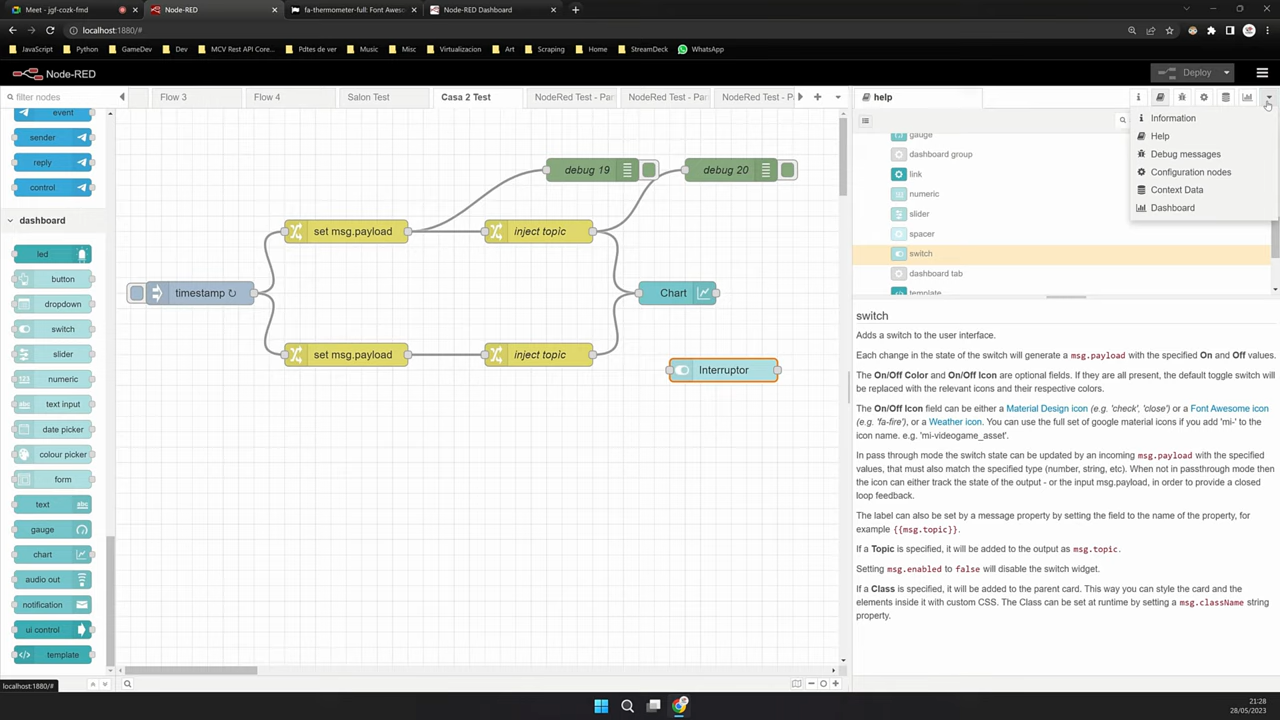 Meet - jgf-cozk-fmd
Node-RED
fa-thermometer-full: Font Aweso
Node-RED Dashboard
localhost:1880/#
JavaScript
Python
GameDev
Dev
MCV Rest API Core...
Pdtes de ver
Music
Misc
Virtualizacion
Art
Scraping
Home
StreamDeck
WhatsApp
Node-RED
Deploy
filter nodes
Flow 3
Flow 4
Salon Test
Casa 2 Test
NodeRed Test - Par
NodeRed Test - Par
NodeRed Test - Pa
help
event
sender
reply
control
dashboard
led
button
dropdown
switch
slider
numeric
text input
date picker
colour picker
form
text
abc
gauge
chart
audio out
notification
ui control
template
localhost:1880/#
timestamp ↻
set msg.payload
set msg.payload
inject topic
inject topic
debug 19
debug 20
Chart
Interruptor
gauge
dashboard group
link
numeric
slider
spacer
switch
dashboard tab
template
Information
Help
Debug messages
Configuration nodes
Context Data
Dashboard
switch
Adds a switch to the user interface.
Each change in the state of the switch will generate a msg.payload with the specified On and Off values.
The On/Off Color and On/Off Icon are optional fields. If they are all present, the default toggle switch will
be replaced with the relevant icons and their respective colors.
The On/Off Icon field can be either a Material Design icon (e.g. 'check', 'close') or a Font Awesome icon
(e.g. 'fa-fire'), or a Weather icon. You can use the full set of google material icons if you add 'mi-' to the
icon name. e.g. 'mi-videogame_asset'.
In pass through mode the switch state can be updated by an incoming msg.payload with the specified
values, that must also match the specified type (number, string, etc). When not in passthrough mode then
the icon can either track the state of the output - or the input msg.payload, in order to provide a closed
loop feedback.
The label can also be set by a message property by setting the field to the name of the property, for
example {{msg.topic}}.
If a Topic is specified, it will be added to the output as msg.topic.
Setting msg.enabled to false will disable the switch widget.
If a Class is specified, it will be added to the parent card. This way you can style the card and the
elements inside it with custom CSS. The Class can be set at runtime by setting a msg.className string
property.
21:28
28/05/2023